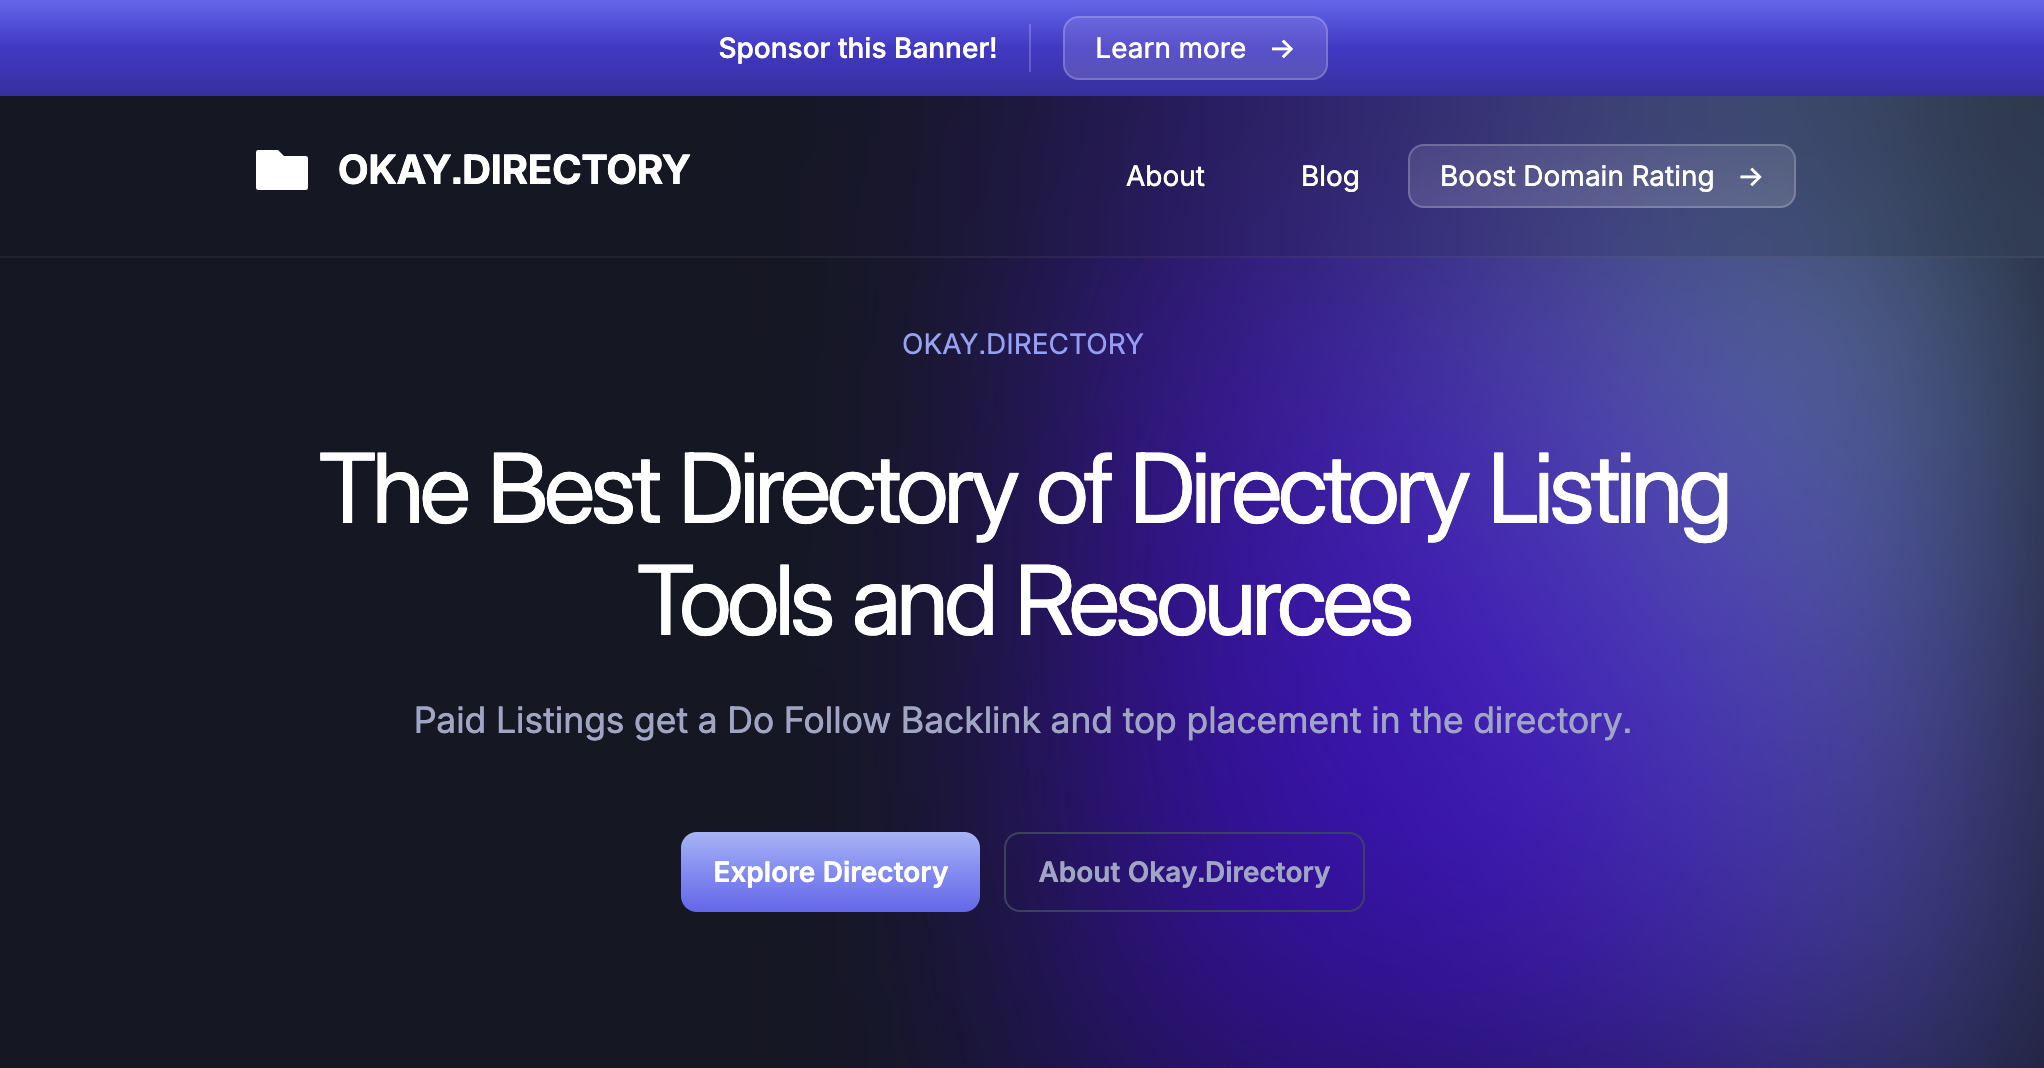 Sponsor this Banner!
Learn more →
OKAY.DIRECTORY
About
Blog
Boost Domain Rating →
OKAY.DIRECTORY
The Best Directory of Directory Listing
Tools and Resources
Paid Listings get a Do Follow Backlink and top placement in the directory.
Explore Directory
About Okay.Directory